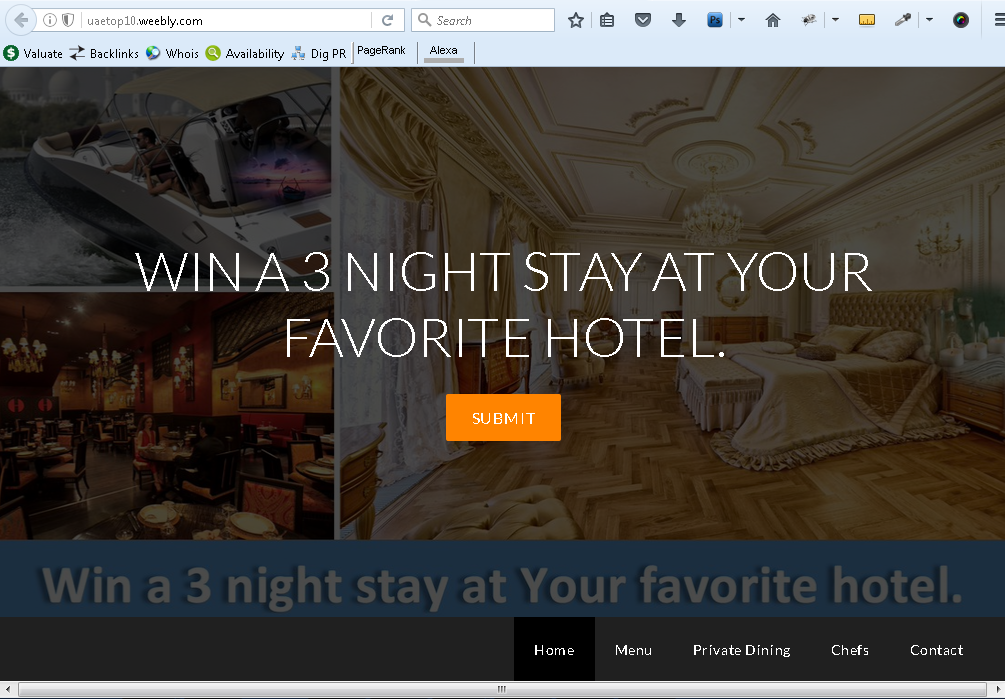 uaetop10.weebly.com
Search
Valuate Backlinks Whois Availability Dig PR PageRank Alexa
WIN A 3 NIGHT STAY AT YOUR
FAVORITE HOTEL.
SUBMIT
Win a 3 night stay at Your favorite hotel.
Home Menu Private Dining Chefs Contact